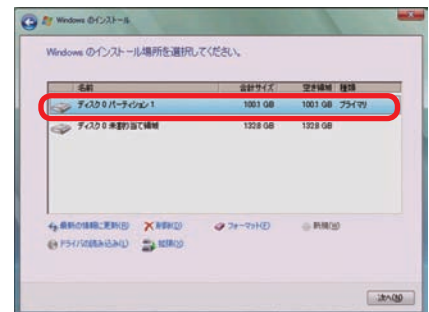 Windows のインストール
Windows のインストール場所を選択してください。
名前 合計サイズ 空き領域 種類
ディスク 0 パーティション 1 100.1 GB 100.1 GB プライマリ
ディスク 0 未割り当て領域 132.8 GB 132.8 GB
最新の情報に更新(R) 削除(D) フォーマット(F) 新規(W)
ドライバの読み込み(L) 拡張(X)
次へ(N)